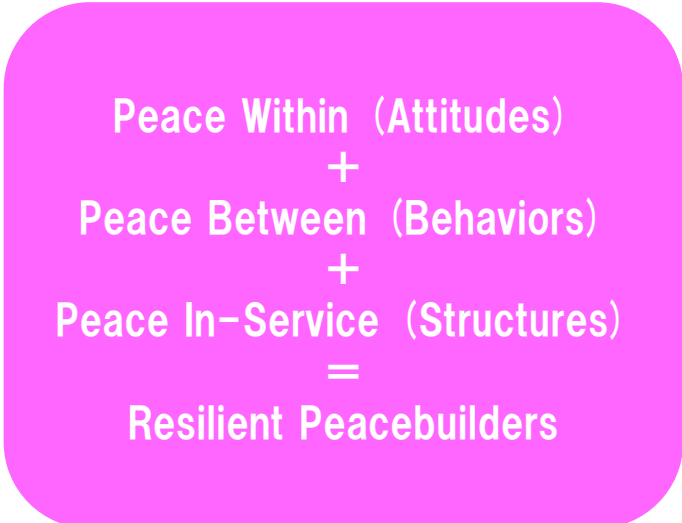 Peace Within (Attitudes)
+
Peace Between (Behaviors)
+
Peace In-Service (Structures)
=
Resilient Peacebuilders